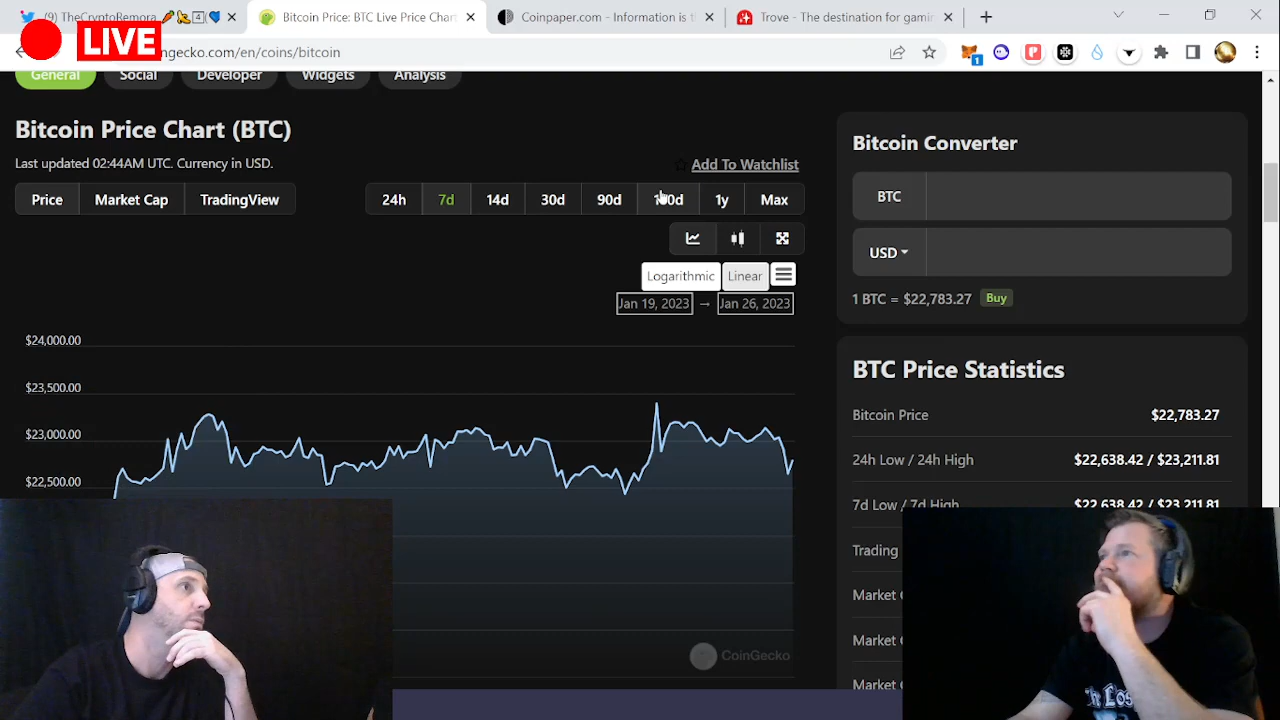 (9) TheCryptoRemora
Bitcoin Price: BTC Live Price Char
Coinpaper.com - Information is t
Trove - The destination for gamin
LIVE
ngecko.com/en/coins/bitcoin
1
General
Social
Developer
Widgets
Analysis
Bitcoin Price Chart (BTC)
Last updated 02:44AM UTC. Currency in USD.
Add To Watchlist
Price
Market Cap
TradingView
24h
7d
14d
30d
90d
1y
Max
Logarithmic
Linear
Jan 19, 2023 → Jan 26, 2023
$24,000.00
$23,500.00
$23,000.00
$22,500.00
CoinGecko
Bitcoin Converter
BTC
USD
1 BTC = $22,783.27 Buy
BTC Price Statistics
Bitcoin Price $22,783.27
24h Low / 24h High $22,638.42 / $23,211.81
7d Low / 7d High $22,638.42 / $23,211.81
Trading
Market
Market
Market